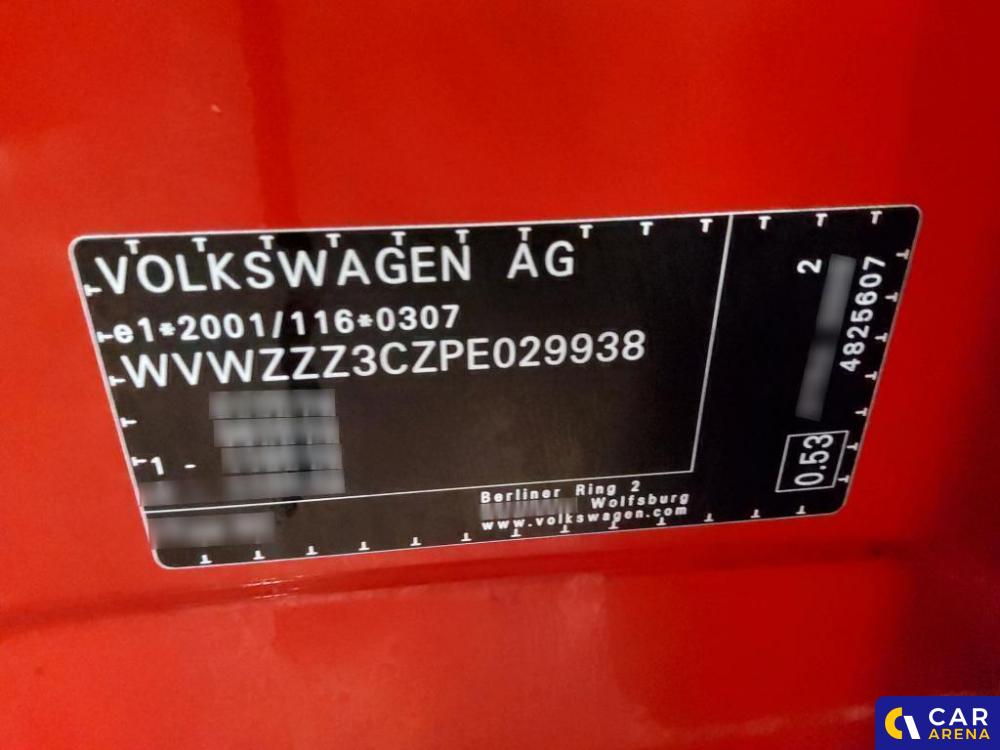 VOLKSWAGEN AG
e1*2001/116*0307
WVWZZZ3CZPE029938
1 -
Berliner Ring 2
Wolfsburg
www.volkswagen.com
2
4825607
0.53
CAR
ARENA